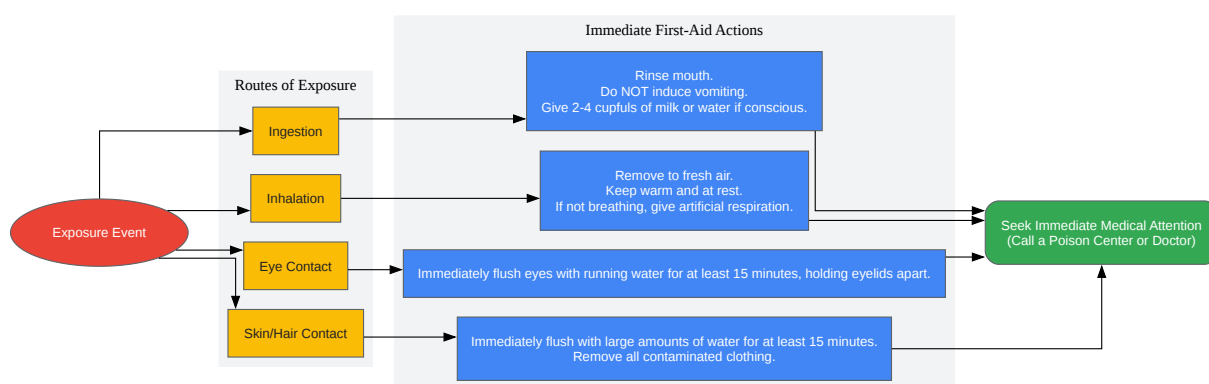 Immediate First-Aid Actions
Routes of Exposure
Rinse mouth.
Do NOT induce vomiting.
Give 2-4 cupfuls of milk or water if conscious.
Ingestion
Remove to fresh air.
Keep warm and at rest.
If not breathing, give artificial respiration.
Inhalation
Exposure Event
Seek Immediate Medical Attention
(Call a Poison Center or Doctor)
Eye Contact
Immediately flush eyes with running water for at least 15 minutes, holding eyelids apart.
Skin/Hair Contact
Immediately flush with large amounts of water for at least 15 minutes.
Remove all contaminated clothing.